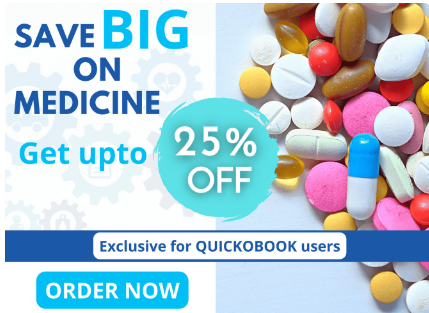 SAVE BIG
ON
MEDICINE
Get upto
25%
OFF
Exclusive for QUICKOBOOK users
ORDER NOW